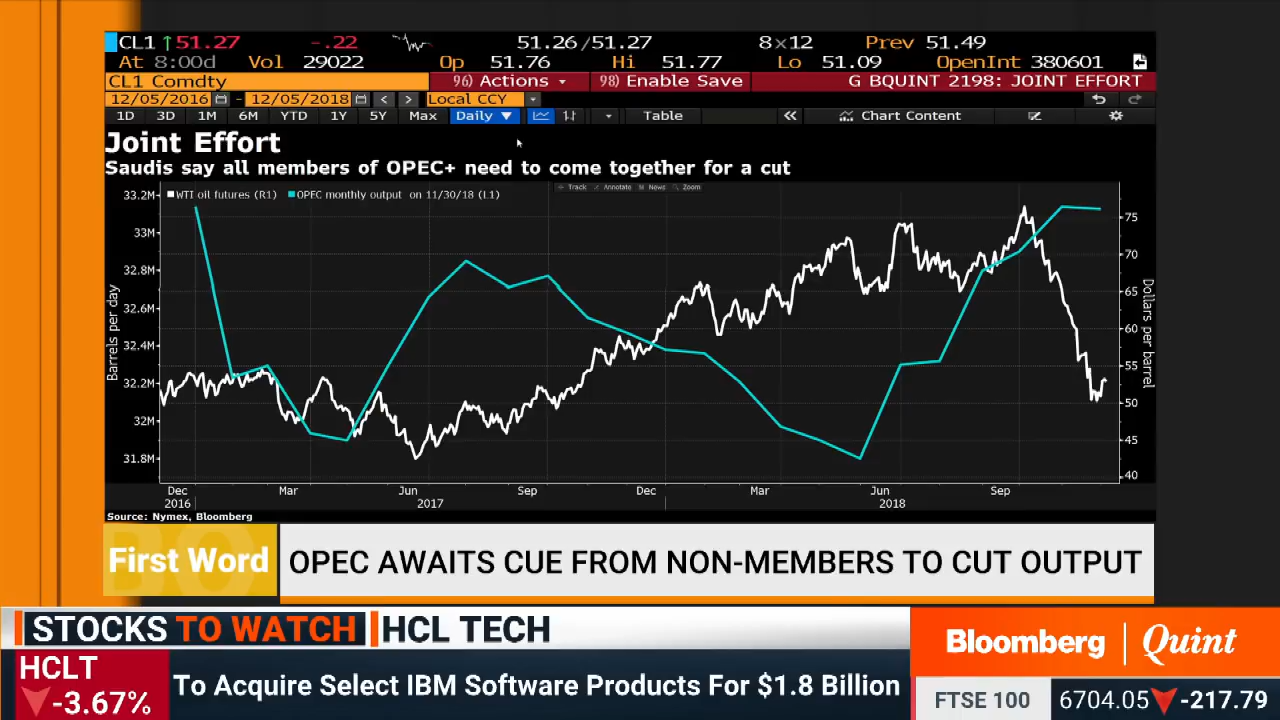 CL1 ↑ 51.27 -.22 51.26/51.27 8×12 Prev 51.49
At 8:00d Vol 29022 Op 51.76 Hi 51.77 Lo 51.09 OpenInt 380601
CL1 Comdty 96) Actions 98) Enable Save G BQUINT 2198: JOINT EFFORT
12/05/2016 - 12/05/2018 < > Local CCY
1D 3D 1M 6M YTD 1Y 5Y Max Daily ▼ Table « Chart Content
Joint Effort
Saudis say all members of OPEC+ need to come together for a cut
Track Annotate News Zoom
WTI oil futures (R1) OPEC monthly output on 11/30/18 (L1)
33.2M
33M
32.8M
32.6M
32.4M
32.2M
32M
31.8M
Barrels per day
75
70
65
60
55
50
45
40
Dollars per barrel
Dec Mar Jun Sep Dec Mar Jun Sep
2016 2017 2018
Source: Nymex, Bloomberg
First Word
OPEC AWAITS CUE FROM NON-MEMBERS TO CUT OUTPUT
STOCKS TO WATCH HCL TECH
HCLT
-3.67%
To Acquire Select IBM Software Products For $1.8 Billion
Bloomberg | Quint
FTSE 100 6704.05 -217.79